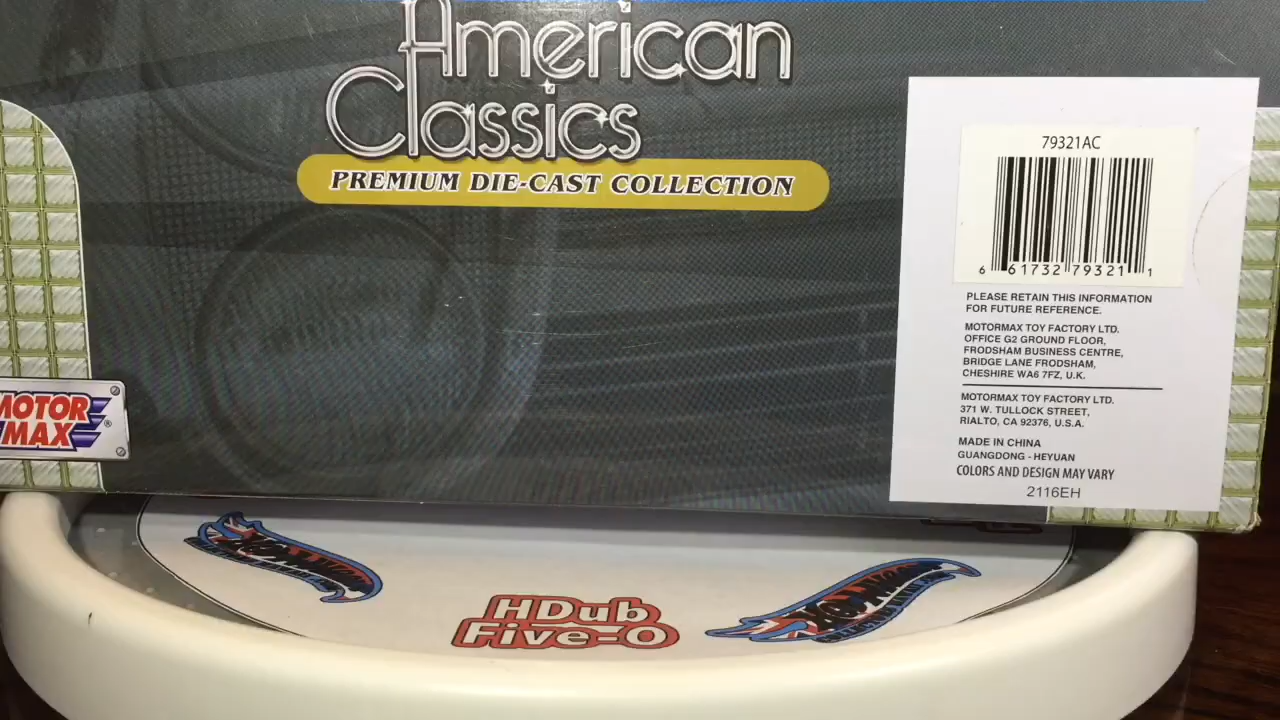 American
Classics
PREMIUM DIE-CAST COLLECTION
79321AC
6 61732 79321 1
PLEASE RETAIN THIS INFORMATION
FOR FUTURE REFERENCE.
MOTORMAX TOY FACTORY LTD.
OFFICE G2 GROUND FLOOR,
FRODSHAM BUSINESS CENTRE,
BRIDGE LANE FRODSHAM,
CHESHIRE WA6 7FZ, U.K.
MOTORMAX TOY FACTORY LTD.
371 W. TULLOCK STREET,
RIALTO, CA 92376, U.S.A.
MADE IN CHINA
GUANGDONG - HEYUAN
COLORS AND DESIGN MAY VARY
2116EH
MOTOR
MAX®
HDub
Five-O